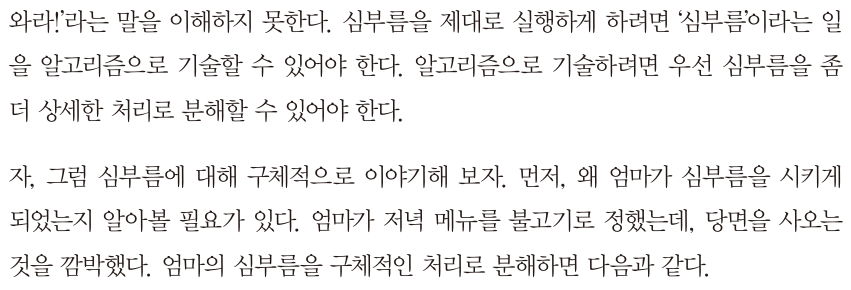 와라!’라는 말을 이해하지 못한다. 심부름을 제대로 실행하게 하려면 ‘심부름’이라는 일
을 알고리즘으로 기술할 수 있어야 한다. 알고리즘으로 기술하려면 우선 심부름을 좀
더 상세한 처리로 분해할 수 있어야 한다.
자, 그럼 심부름에 대해 구체적으로 이야기해 보자. 먼저, 왜 엄마가 심부름을 시키게
되었는지 알아볼 필요가 있다. 엄마가 저녁 메뉴를 불고기로 정했는데, 당면을 사오는
것을 깜박했다. 엄마의 심부름을 구체적인 처리로 분해하면 다음과 같다.